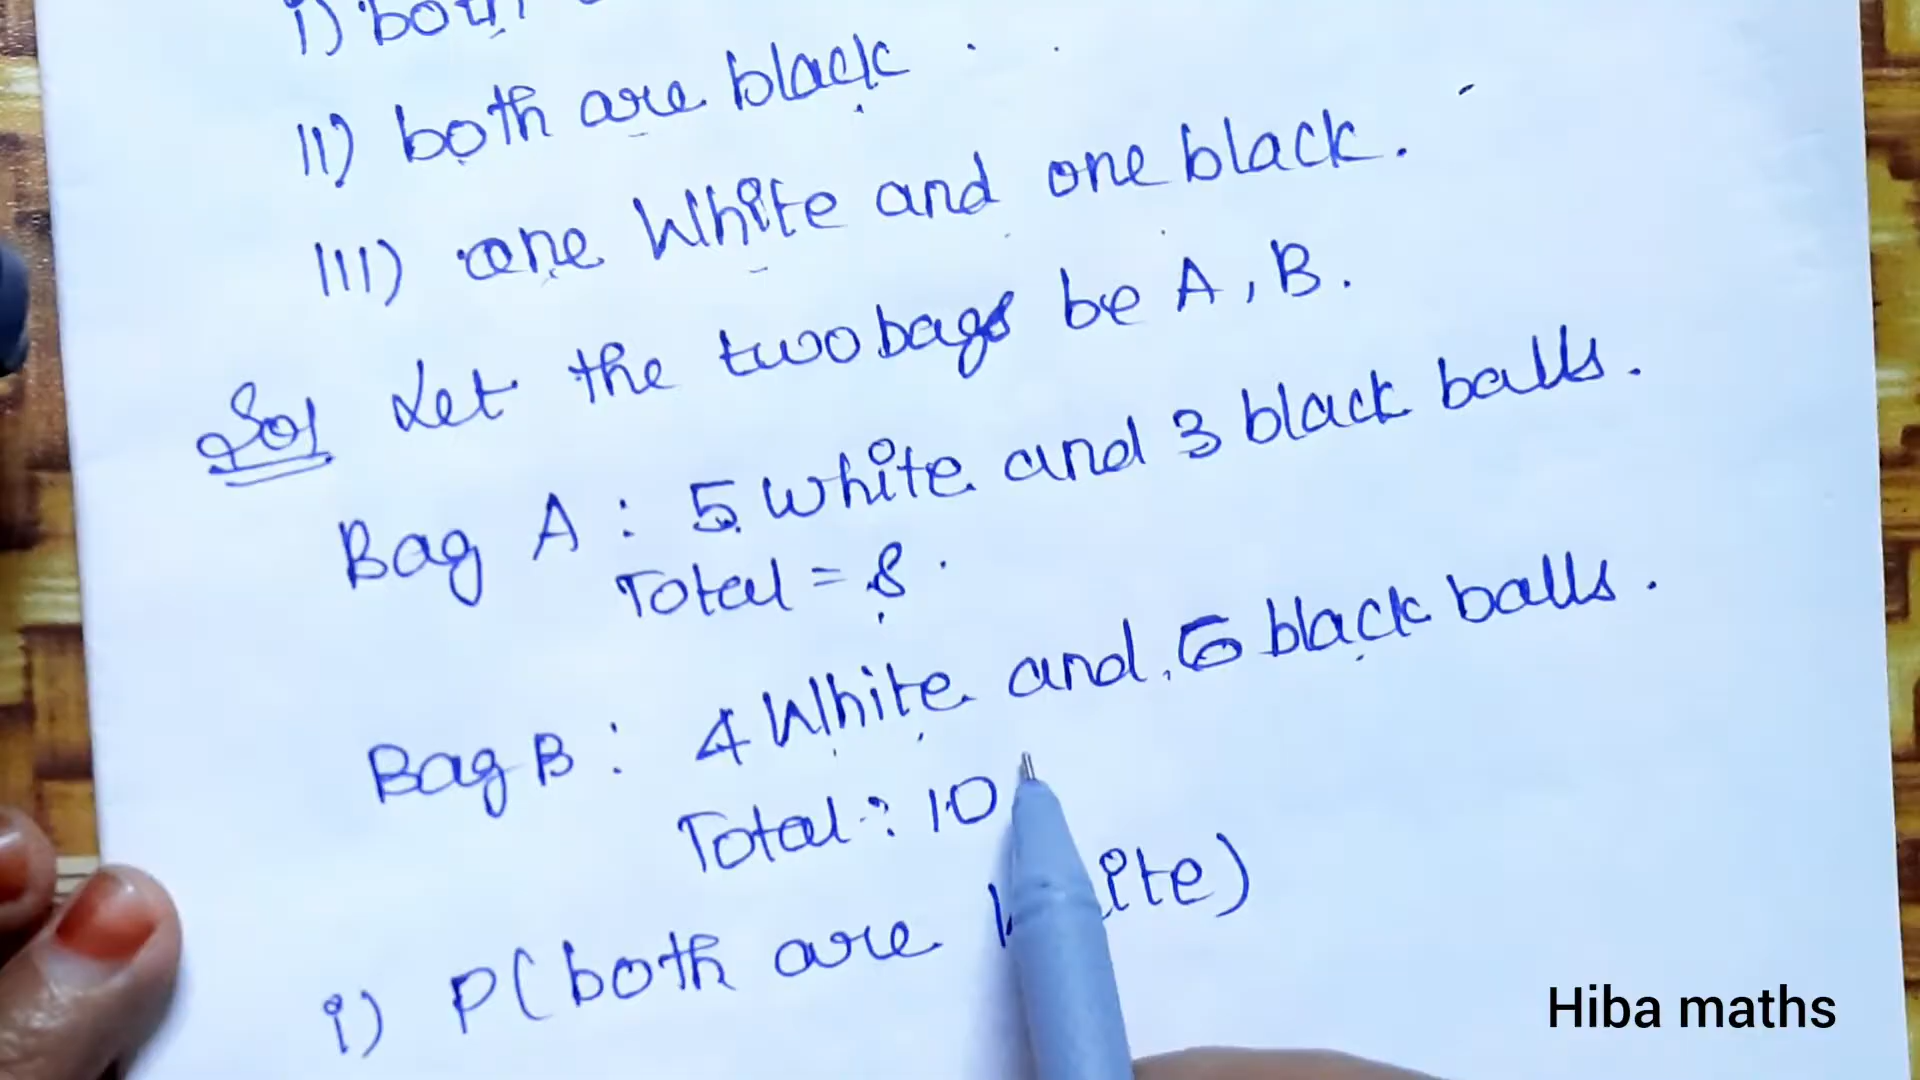 i) both
ii) both are black
iii) one White and one black.
Sol Let the two bags be A, B.
Bag A : 5 white and 3 black balls.
Total = 8.
Bag B : 4 White and 6 black balls.
Total : 10
i) P(both are White)
Hiba maths